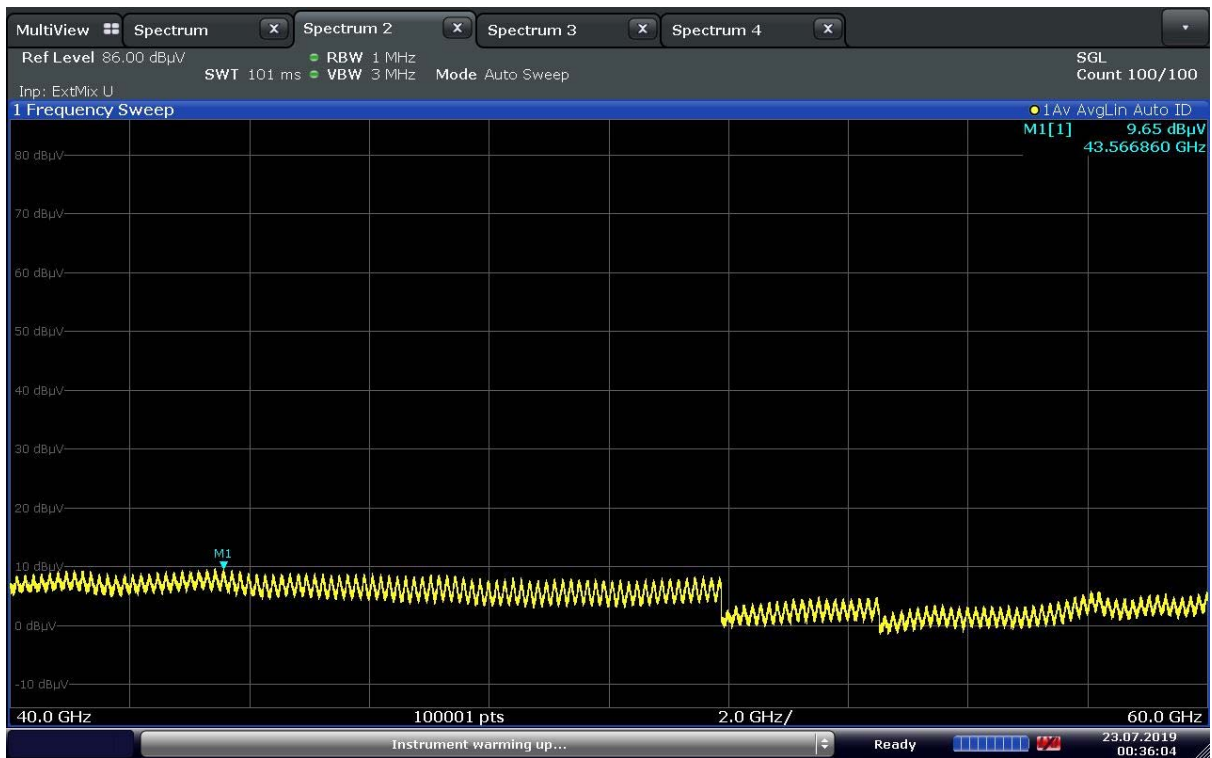 MultiView Spectrum X Spectrum 2 X Spectrum 3 X Spectrum 4 X
Ref Level 86.00 dBµV RBW 1 MHz SGL
SWT 101 ms VBW 3 MHz Mode Auto Sweep Count 100/100
Inp: ExtMix U
1 Frequency Sweep 1Av AvgLin Auto ID
M1[1] 9.65 dBµV
43.566860 GHz
80 dBµV
70 dBµV
60 dBµV
50 dBµV
40 dBµV
30 dBµV
20 dBµV
M1
10 dBµV
0 dBµV
-10 dBµV
40.0 GHz 100001 pts 2.0 GHz/ 60.0 GHz
Instrument warming up... Ready 23.07.2019
00:36:04